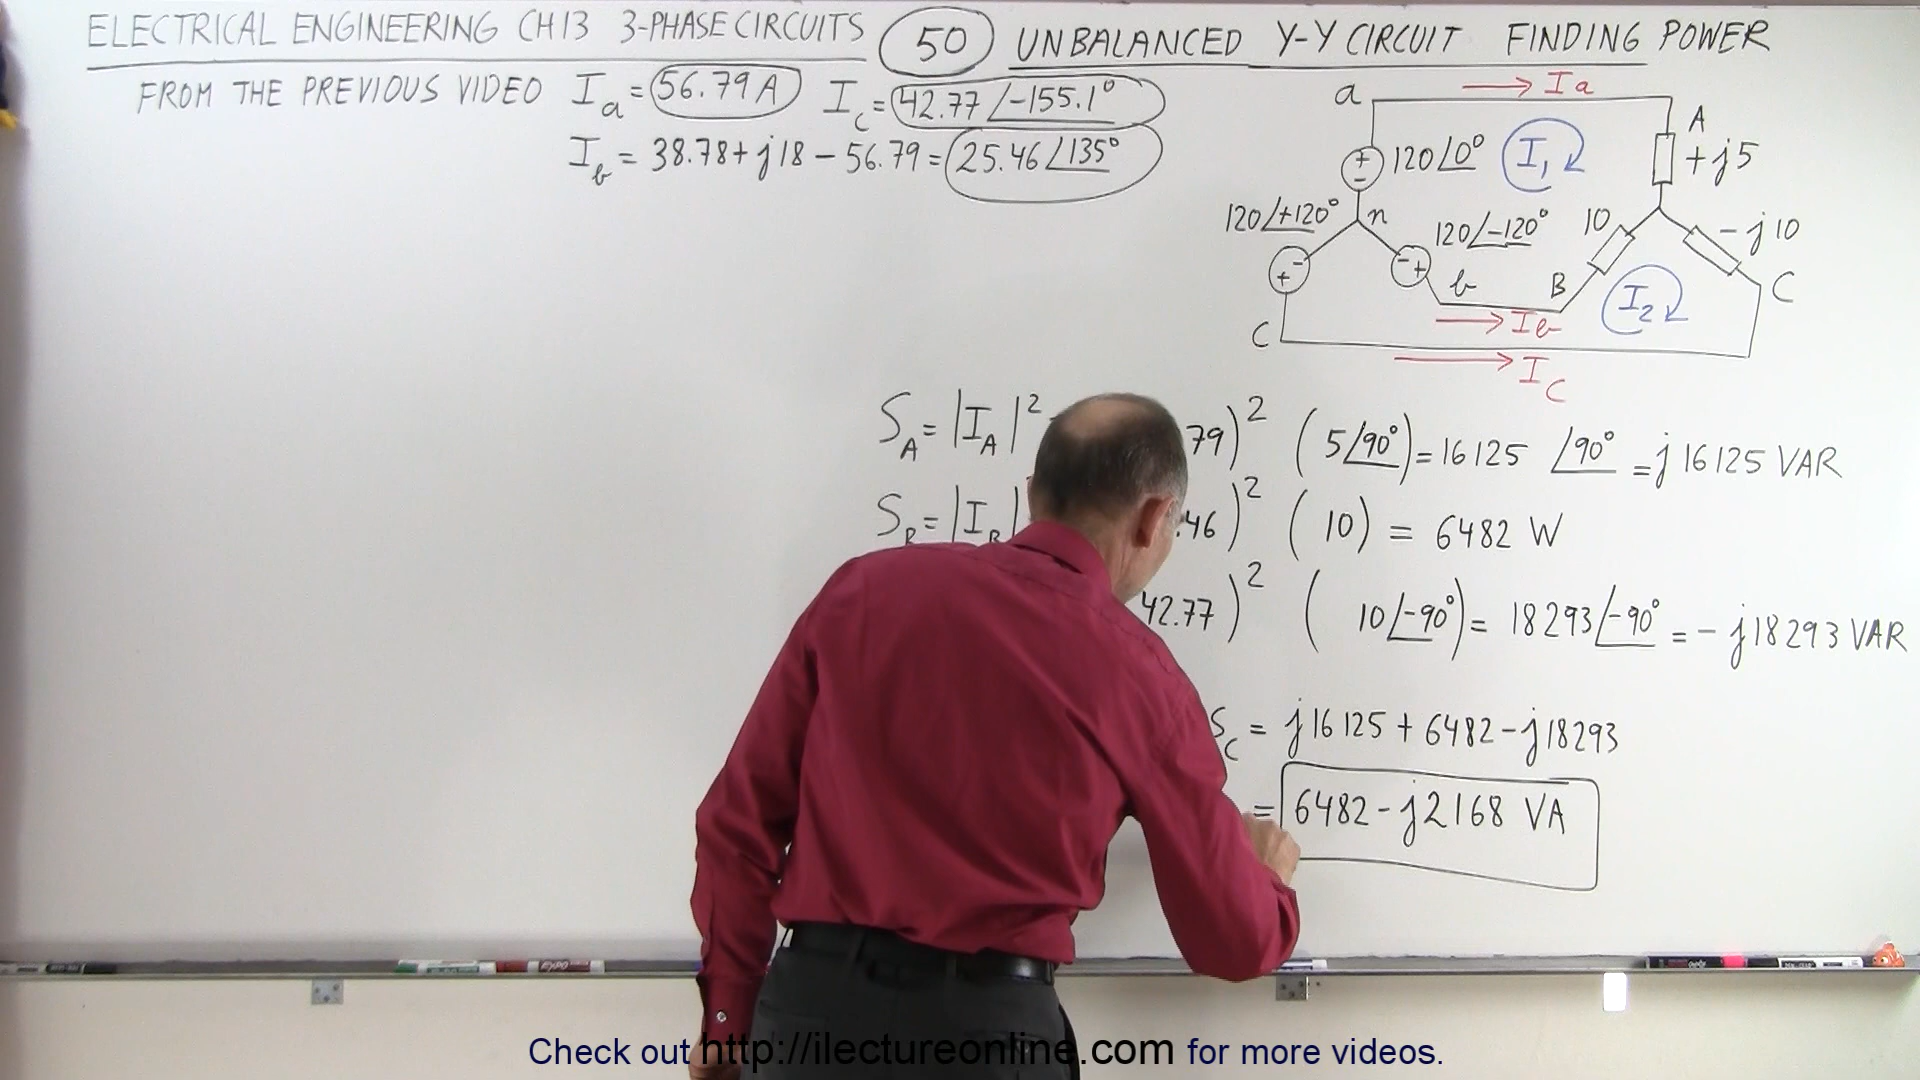 ELECTRICAL ENGINEERING CH13 3-PHASE CIRCUITS 50 UNBALANCED Y-Y CIRCUIT FINDING POWER
FROM THE PREVIOUS VIDEO Ia = 56.79 A Ic = 42.77 ∠-155.1°
Ib = 38.78 + j18 - 56.79 = 25.46 ∠135°
a Ia
A
120∠0° I1 + j5
120∠+120° n 120∠-120° 10 - j10
b B I2 C
Ib
C
IC
SA = |IA|² 79)² (5∠90°) = 16125 ∠90° = j16125 VAR
SB = |IB| .46)² (10) = 6482 W
42.77)² (10∠-90°) = 18293∠-90° = - j18293 VAR
SC = j16125 + 6482 - j18293
= 6482 - j2168 VA
EXPO
Check out http://ilectureonline.com for more videos.